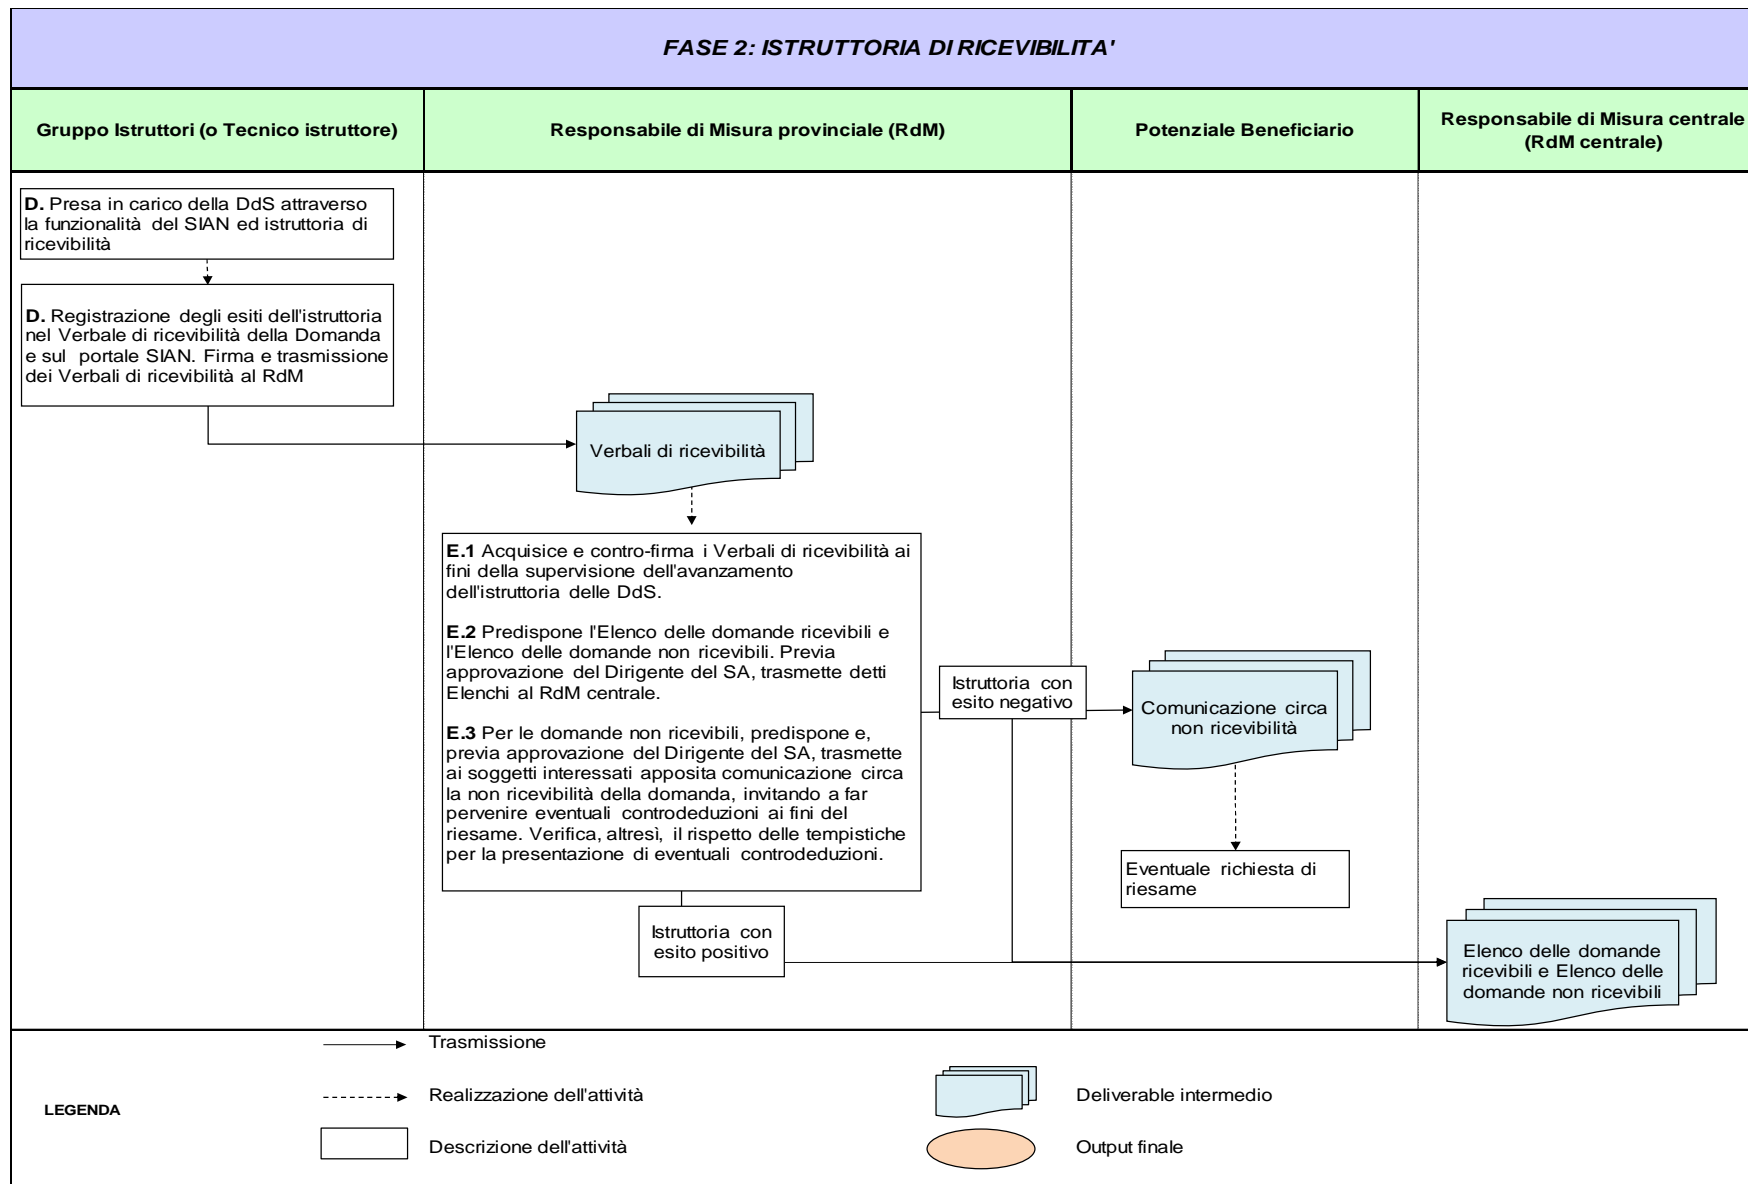 FASE 2: ISTRUTTORIA DI RICEVIBILITA'
Gruppo Istruttori (o Tecnico istruttore)
Responsabile di Misura provinciale (RdM)
Potenziale Beneficiario
Responsabile di Misura centrale
(RdM centrale)
D. Presa in carico della DdS attraverso
la funzionalità del SIAN ed istruttoria di
ricevibilità
D. Registrazione degli esiti dell'istruttoria
nel Verbale di ricevibilità della Domanda
e sul portale SIAN. Firma e trasmissione
dei Verbali di ricevibilità al RdM
Verbali di ricevibilità
E.1 Acquisice e contro-firma i Verbali di ricevibilità ai
fini della supervisione dell'avanzamento
dell'istruttoria delle DdS.
E.2 Predispone l'Elenco delle domande ricevibili e
l'Elenco delle domande non ricevibili. Previa
approvazione del Dirigente del SA, trasmette detti
Elenchi al RdM centrale.
E.3 Per le domande non ricevibili, predispone e,
previa approvazione del Dirigente del SA, trasmette
ai soggetti interessati apposita comunicazione circa
la non ricevibilità della domanda, invitando a far
pervenire eventuali controdeduzioni ai fini del
riesame. Verifica, altresì, il rispetto delle tempistiche
per la presentazione di eventuali controdeduzioni.
Istruttoria con
esito negativo
Comunicazione circa
non ricevibilità
Eventuale richiesta di
riesame
Istruttoria con
esito positivo
Elenco delle domande
ricevibili e Elenco delle
domande non ricevibili
LEGENDA
Trasmissione
Realizzazione dell'attività
Descrizione dell'attività
Deliverable intermedio
Output finale